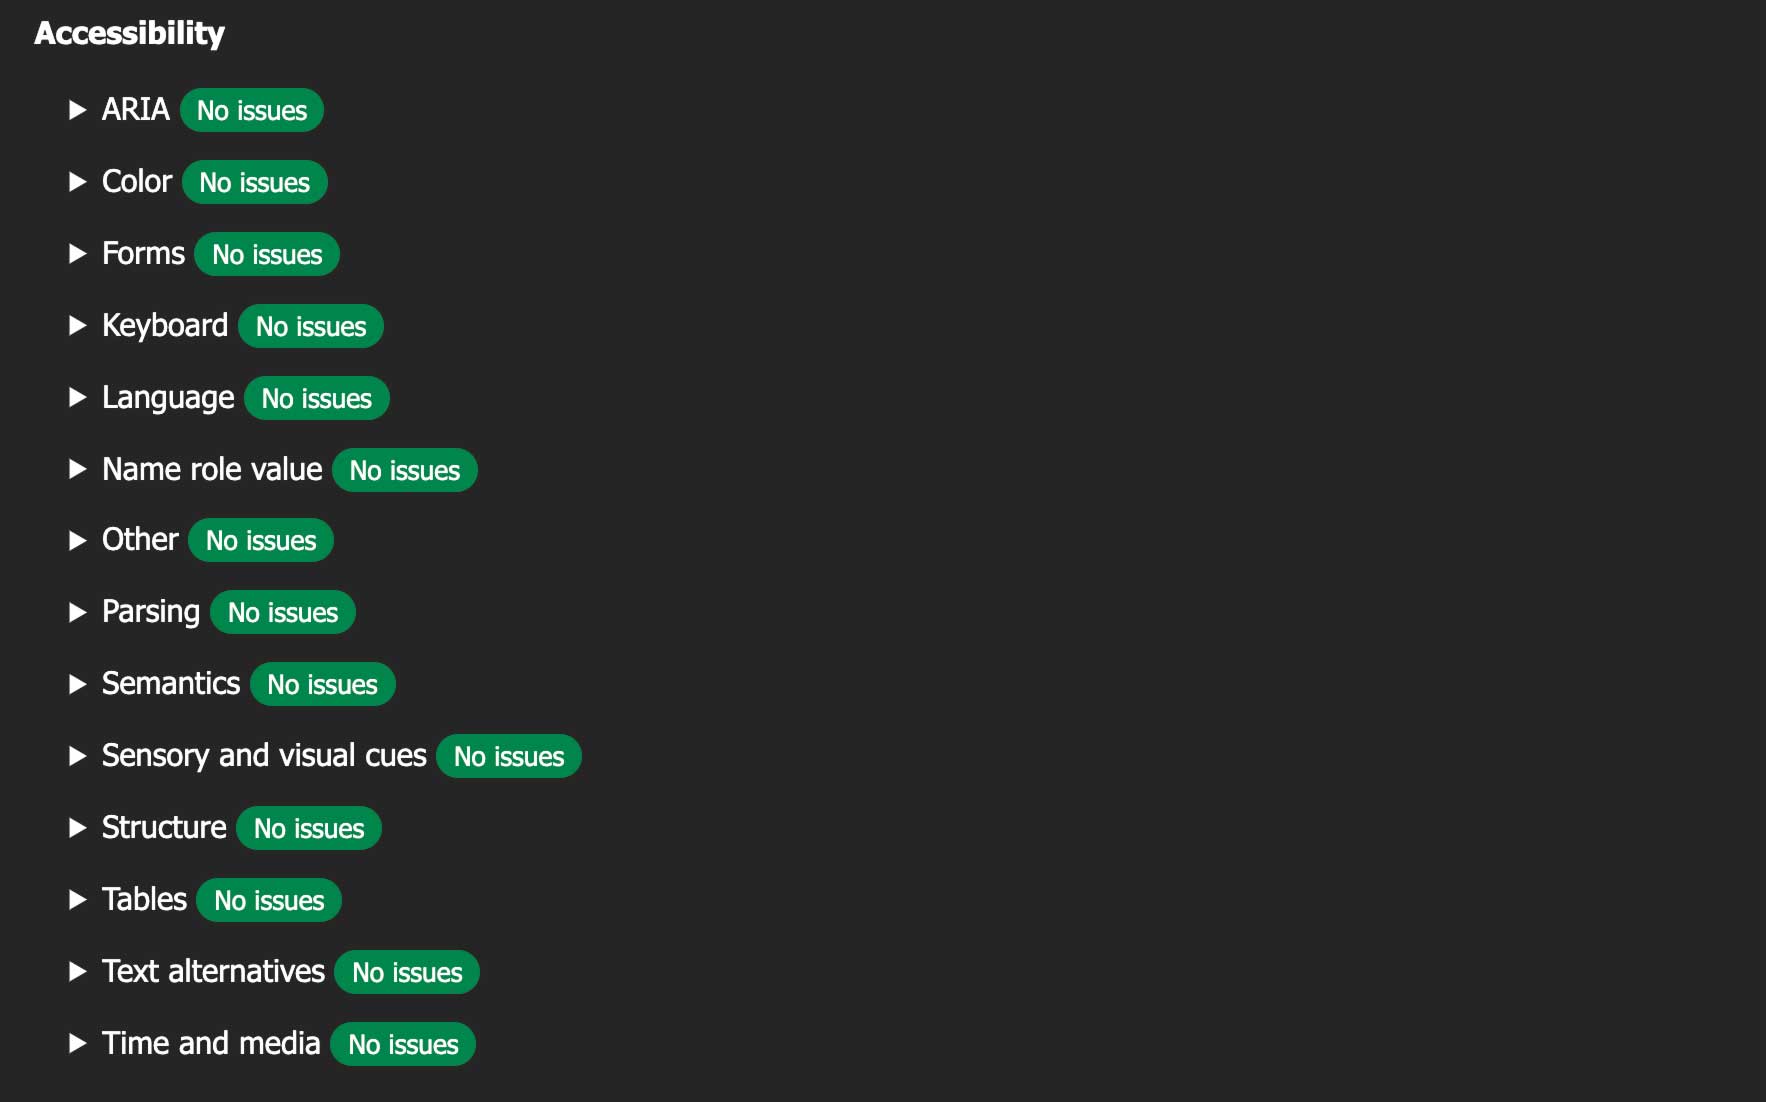 Accessibility
ARIA No issues
Color No issues
Forms No issues
Keyboard No issues
Language No issues
Name role value No issues
Other No issues
Parsing No issues
Semantics No issues
Sensory and visual cues No issues
Structure No issues
Tables No issues
Text alternatives No issues
Time and media No issues